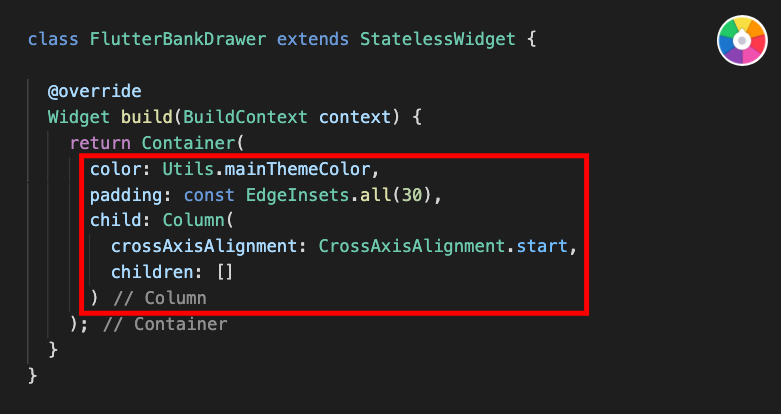 class FlutterBankDrawer extends StatelessWidget {
@override
Widget build(BuildContext context) {
return Container(
color: Utils.mainThemeColor,
padding: const EdgeInsets.all(30),
child: Column(
crossAxisAlignment: CrossAxisAlignment.start,
children: []
) // Column
); // Container
}
}